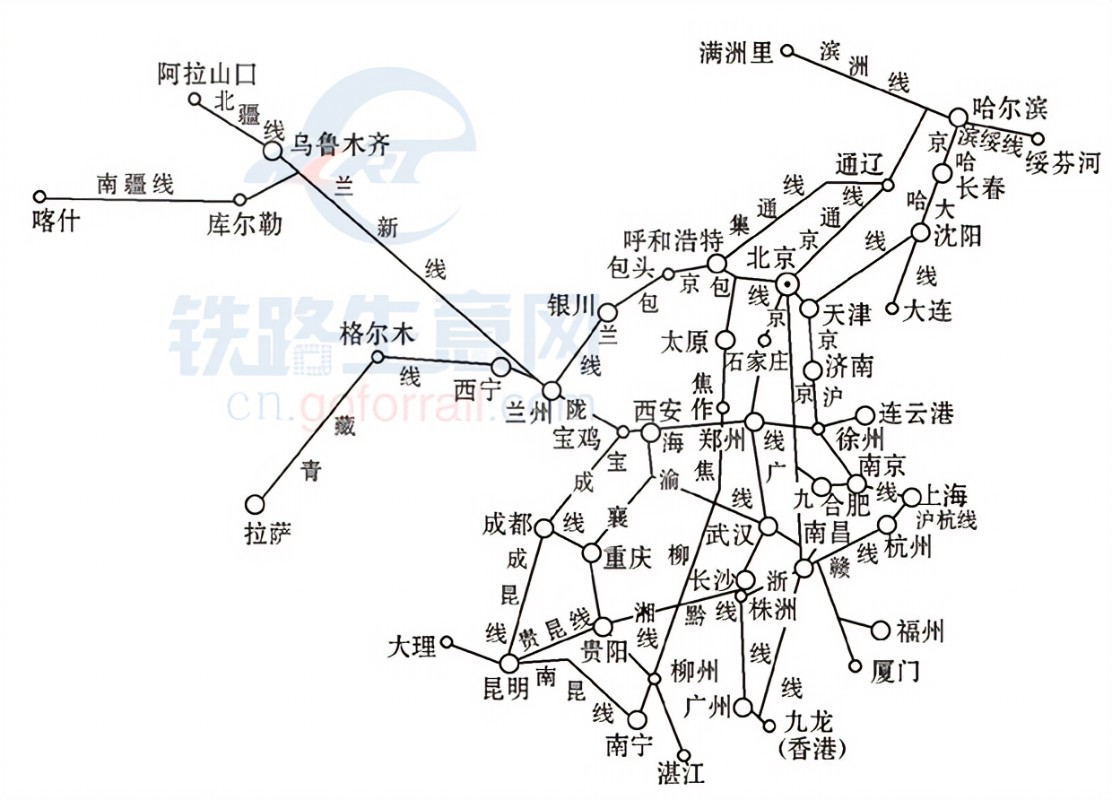 满洲里
滨洲线
哈尔滨
阿拉山口
北疆线
乌鲁木齐
滨绥线
绥芬河
京哈
长春
通辽
南疆线
喀什
库尔勒
兰新线
集通线
京通线
哈大线
沈阳
线
呼和浩特
北京
包头
京包线
大连
银川
包兰线
天津
格尔木
太原
石家庄
京沪线
济南
西宁
线
兰州
焦作
京
陇海线
宝鸡
西安
郑州
徐州
连云港
青藏
拉萨
宝成线
焦柳线
广
九
合肥
南京
上海
沪杭线
渝
襄
线
成都
重庆
武汉
南昌
杭州
浙赣线
成昆线
长沙
株洲
湘黔线
贵昆线
大理
贵阳
福州
昆明
柳州
厦门
线
线
南昆线
南宁
广州
九龙
(香港)
湛江
CRT
铁路生意网
cn.goforrail.com